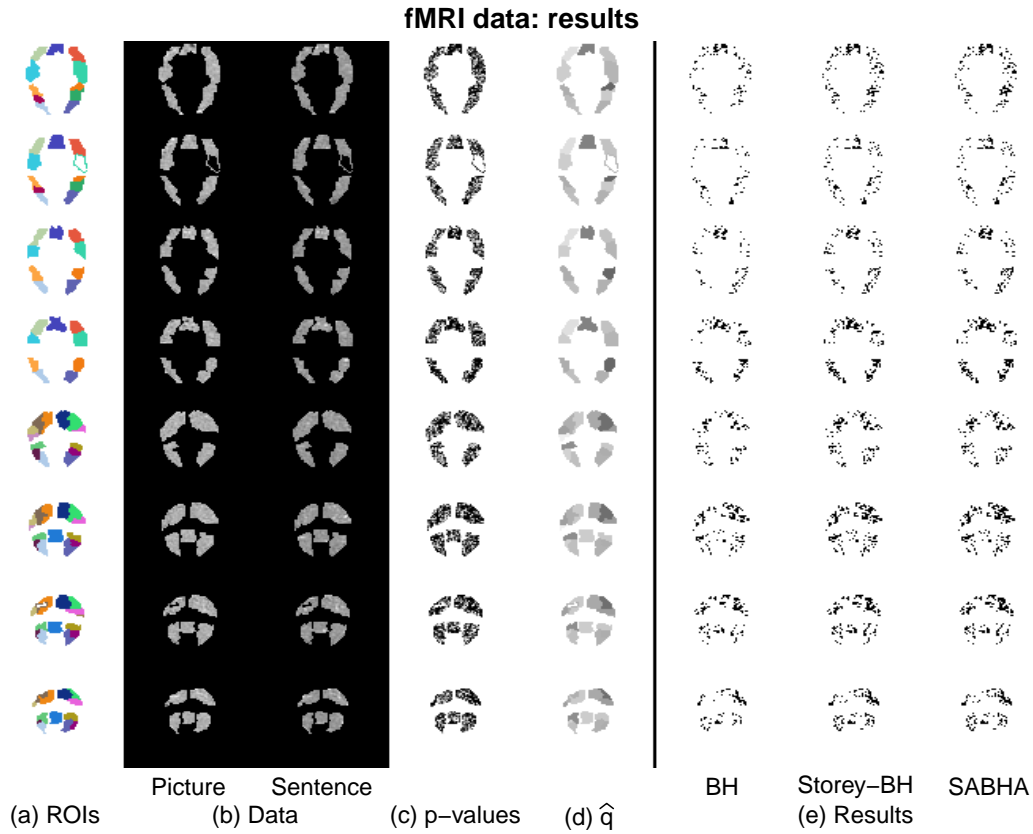 fMRI data: results
Picture Sentence BH Storey−BH SABHA
(a) ROIs (b) Data (c) p−values (d) q̂ (e) Results